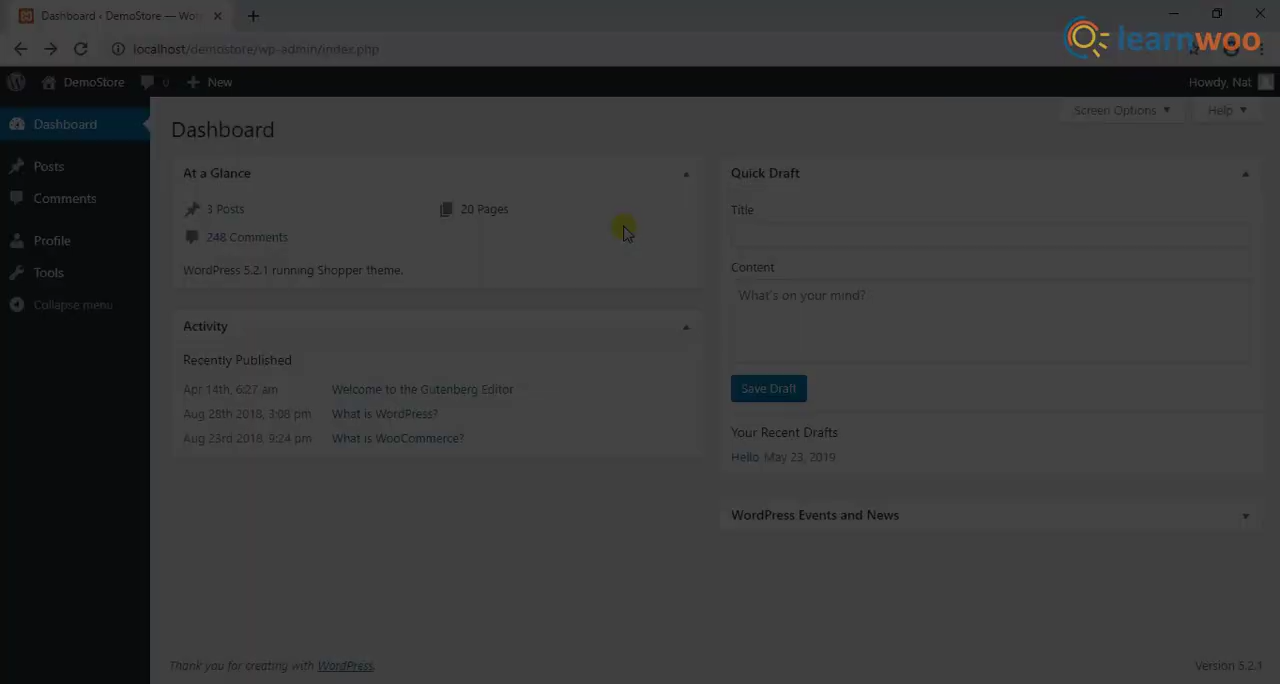 Dashboard ‹ DemoStore — Wo
localhost/demostore/wp-admin/index.php
learnwoo
DemoStore 0 New
Howdy, Nat
Dashboard
Posts
Comments
Profile
Tools
Collapse menu
Screen Options Help
Dashboard
At a Glance
3 Posts
20 Pages
248 Comments
WordPress 5.2.1 running Shopper theme.
Activity
Recently Published
Apr 14th, 6:27 am Welcome to the Gutenberg Editor
Aug 28th 2018, 3:08 pm What is WordPress?
Aug 23rd 2018, 9:24 pm What is WooCommerce?
Quick Draft
Title
Content
What's on your mind?
Save Draft
Your Recent Drafts
Hello May 23, 2019
WordPress Events and News
Thank you for creating with WordPress.
Version 5.2.1